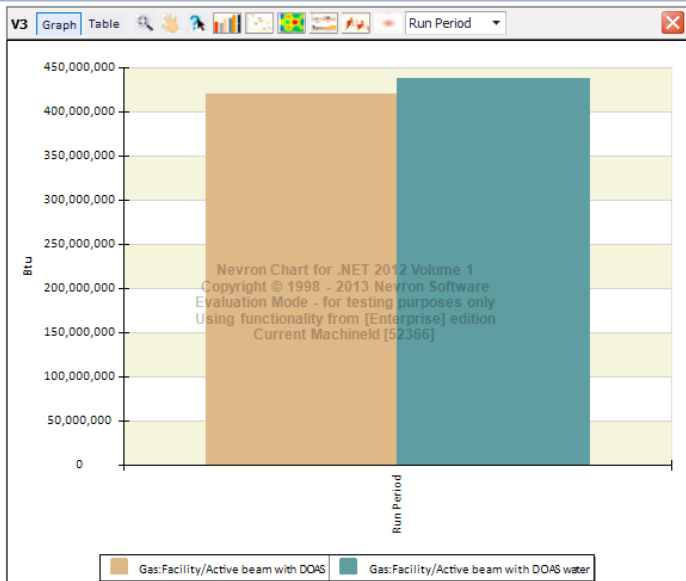 V3 Graph Table Run Period
450,000,000
400,000,000
350,000,000
300,000,000
250,000,000
200,000,000
150,000,000
100,000,000
50,000,000
0
Btu
Nevron Chart for .NET 2012 Volume 1
Copyright © 1998 - 2013 Nevron Software
Evaluation Mode - for testing purposes only
Using functionality from [Enterprise] edition
Current MachineId [52366]
Run Period
Gas:Facility/Active beam with DOAS Gas:Facility/Active beam with DOAS water